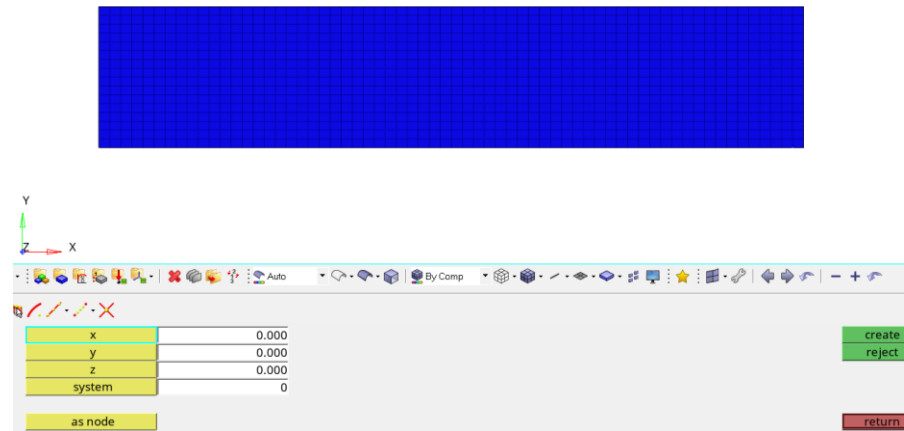 Y
Z X
Auto By Comp
x 0.000 create
y 0.000 reject
z 0.000
system 0
as node return